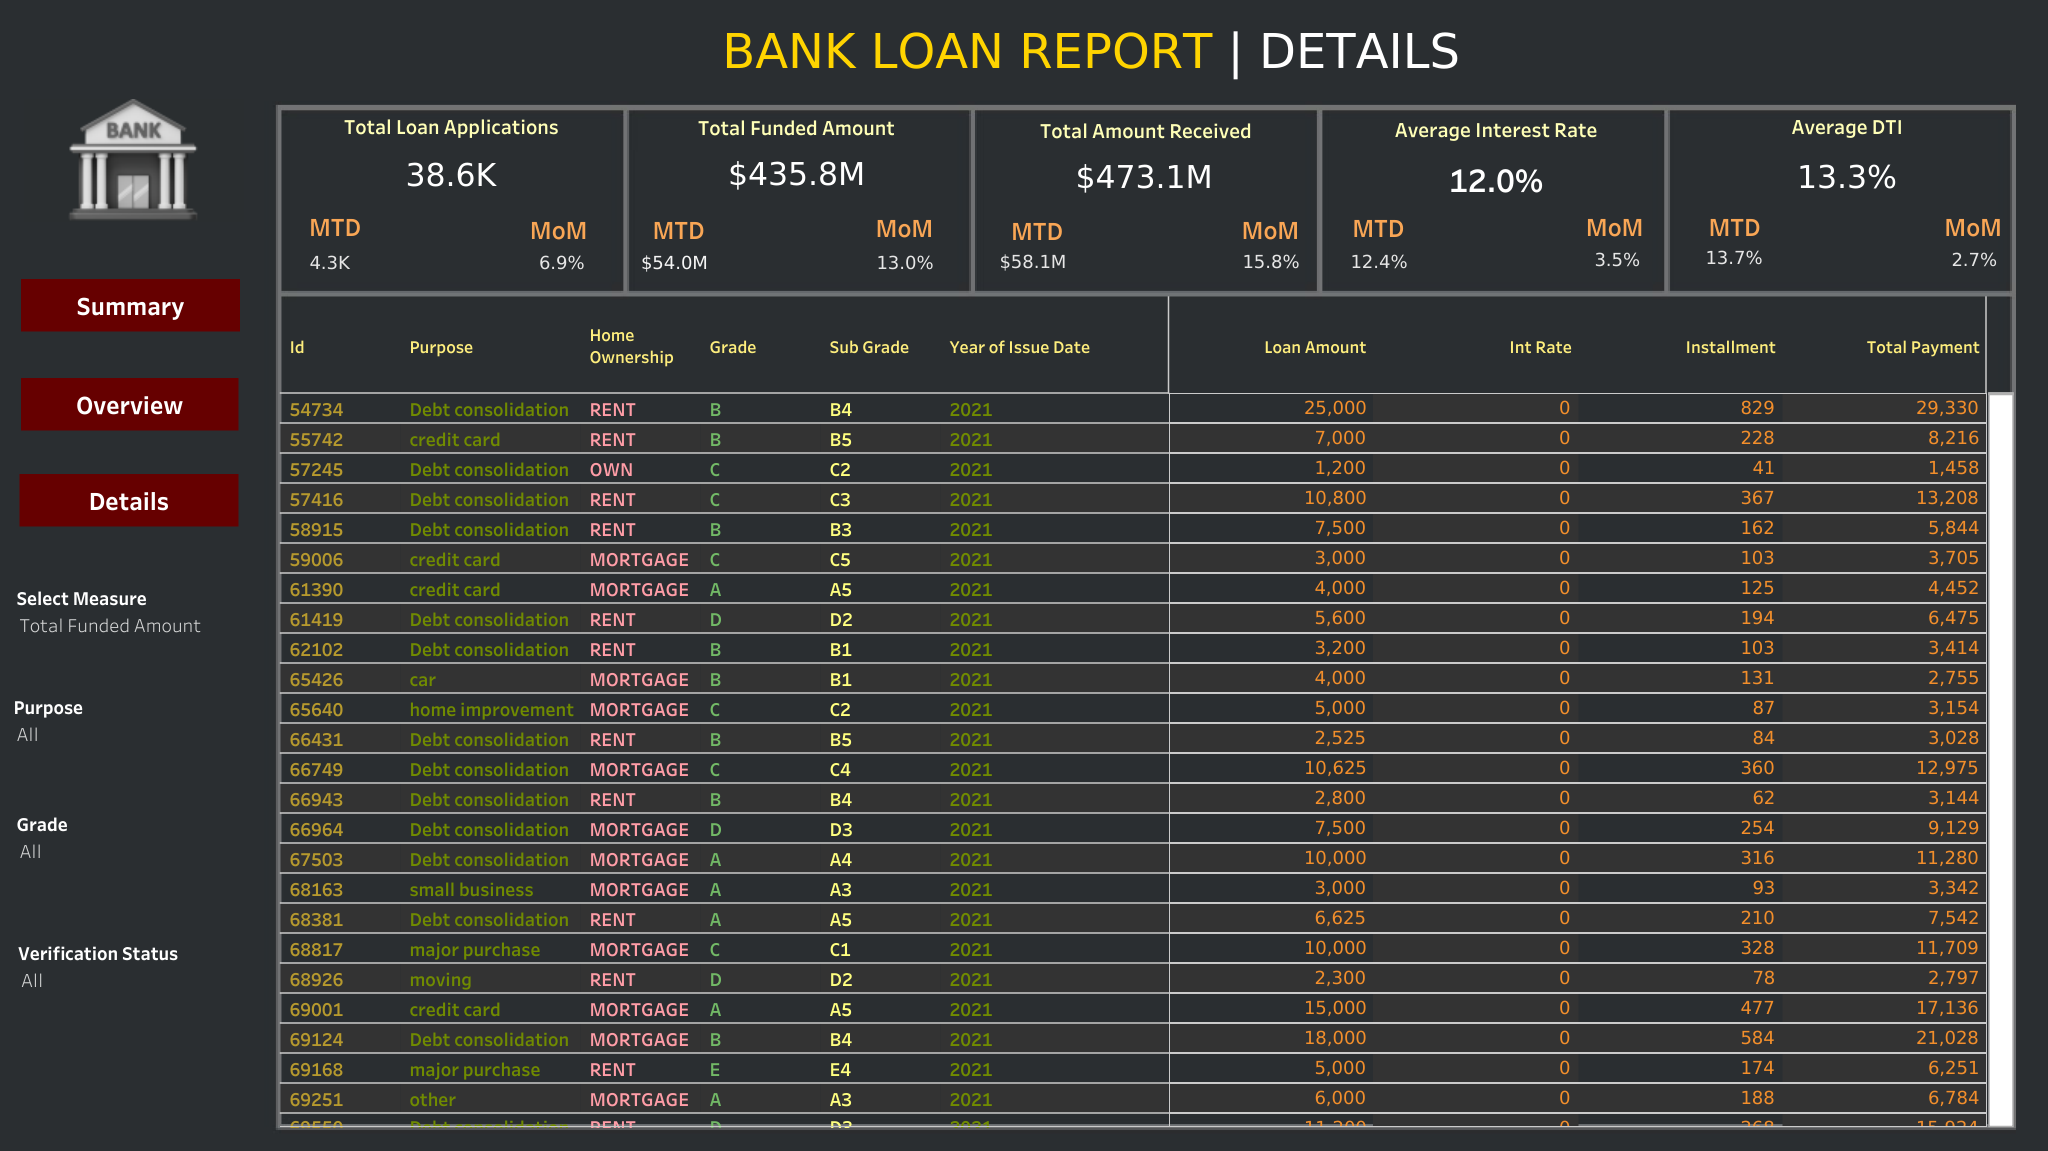 BANK LOAN REPORT | DETAILS
BANK
Total Loan Applications
38.6K
MTD MoM
4.3K 6.9%
Total Funded Amount
$435.8M
MTD MoM
$54.0M 13.0%
Total Amount Received
$473.1M
MTD MoM
$58.1M 15.8%
Average Interest Rate
12.0%
MTD MoM
12.4% 3.5%
Average DTI
13.3%
MTD MoM
13.7% 2.7%
Summary
Overview
Details
Select Measure
Total Funded Amount
Purpose
All
Grade
All
Verification Status
All
Id Purpose Home Ownership Grade Sub Grade Year of Issue Date Loan Amount Int Rate Installment Total Payment
54734 Debt consolidation RENT B B4 2021 25,000 0 829 29,330
55742 credit card RENT B B5 2021 7,000 0 228 8,216
57245 Debt consolidation OWN C C2 2021 1,200 0 41 1,458
57416 Debt consolidation RENT C C3 2021 10,800 0 367 13,208
58915 Debt consolidation RENT B B3 2021 7,500 0 162 5,844
59006 credit card MORTGAGE C C5 2021 3,000 0 103 3,705
61390 credit card MORTGAGE A A5 2021 4,000 0 125 4,452
61419 Debt consolidation RENT D D2 2021 5,600 0 194 6,475
62102 Debt consolidation RENT B B1 2021 3,200 0 103 3,414
65426 car MORTGAGE B B1 2021 4,000 0 131 2,755
65640 home improvement MORTGAGE C C2 2021 5,000 0 87 3,154
66431 Debt consolidation RENT B B5 2021 2,525 0 84 3,028
66749 Debt consolidation MORTGAGE C C4 2021 10,625 0 360 12,975
66943 Debt consolidation RENT B B4 2021 2,800 0 62 3,144
66964 Debt consolidation MORTGAGE D D3 2021 7,500 0 254 9,129
67503 Debt consolidation MORTGAGE A A4 2021 10,000 0 316 11,280
68163 small business MORTGAGE A A3 2021 3,000 0 93 3,342
68381 Debt consolidation RENT A A5 2021 6,625 0 210 7,542
68817 major purchase MORTGAGE C C1 2021 10,000 0 328 11,709
68926 moving RENT D D2 2021 2,300 0 78 2,797
69001 credit card MORTGAGE A A5 2021 15,000 0 477 17,136
69124 Debt consolidation MORTGAGE B B4 2021 18,000 0 584 21,028
69168 major purchase RENT E E4 2021 5,000 0 174 6,251
69251 other MORTGAGE A A3 2021 6,000 0 188 6,784